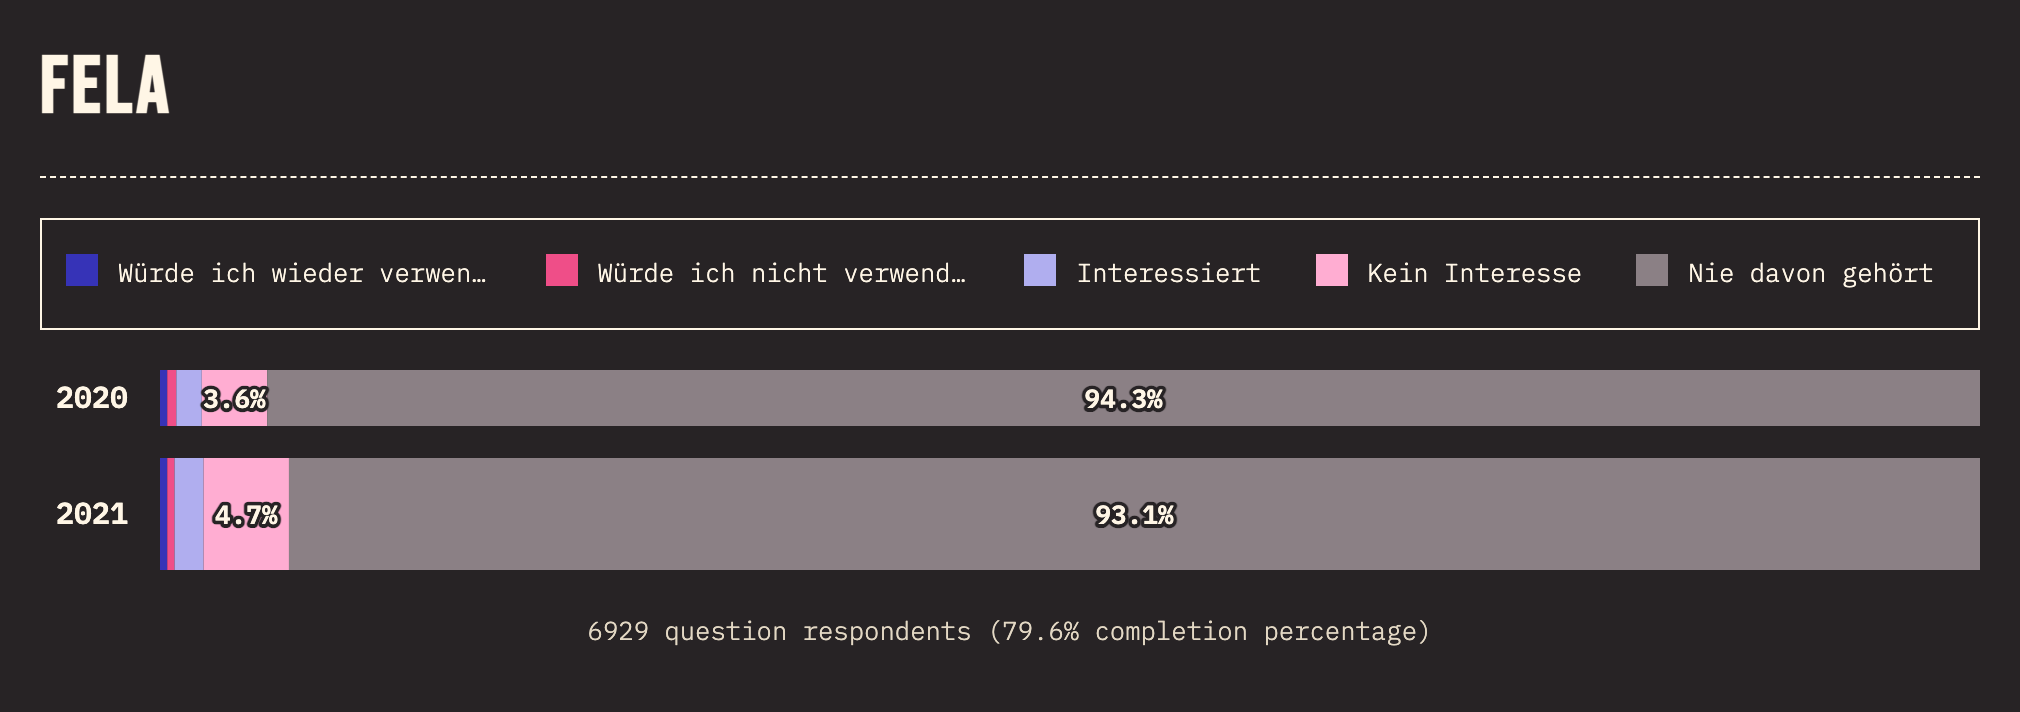 FELA
Würde ich wieder verwen… Würde ich nicht verwend… Interessiert Kein Interesse Nie davon gehört
2020 3.6% 94.3%
2021 4.7% 93.1%
6929 question respondents (79.6% completion percentage)